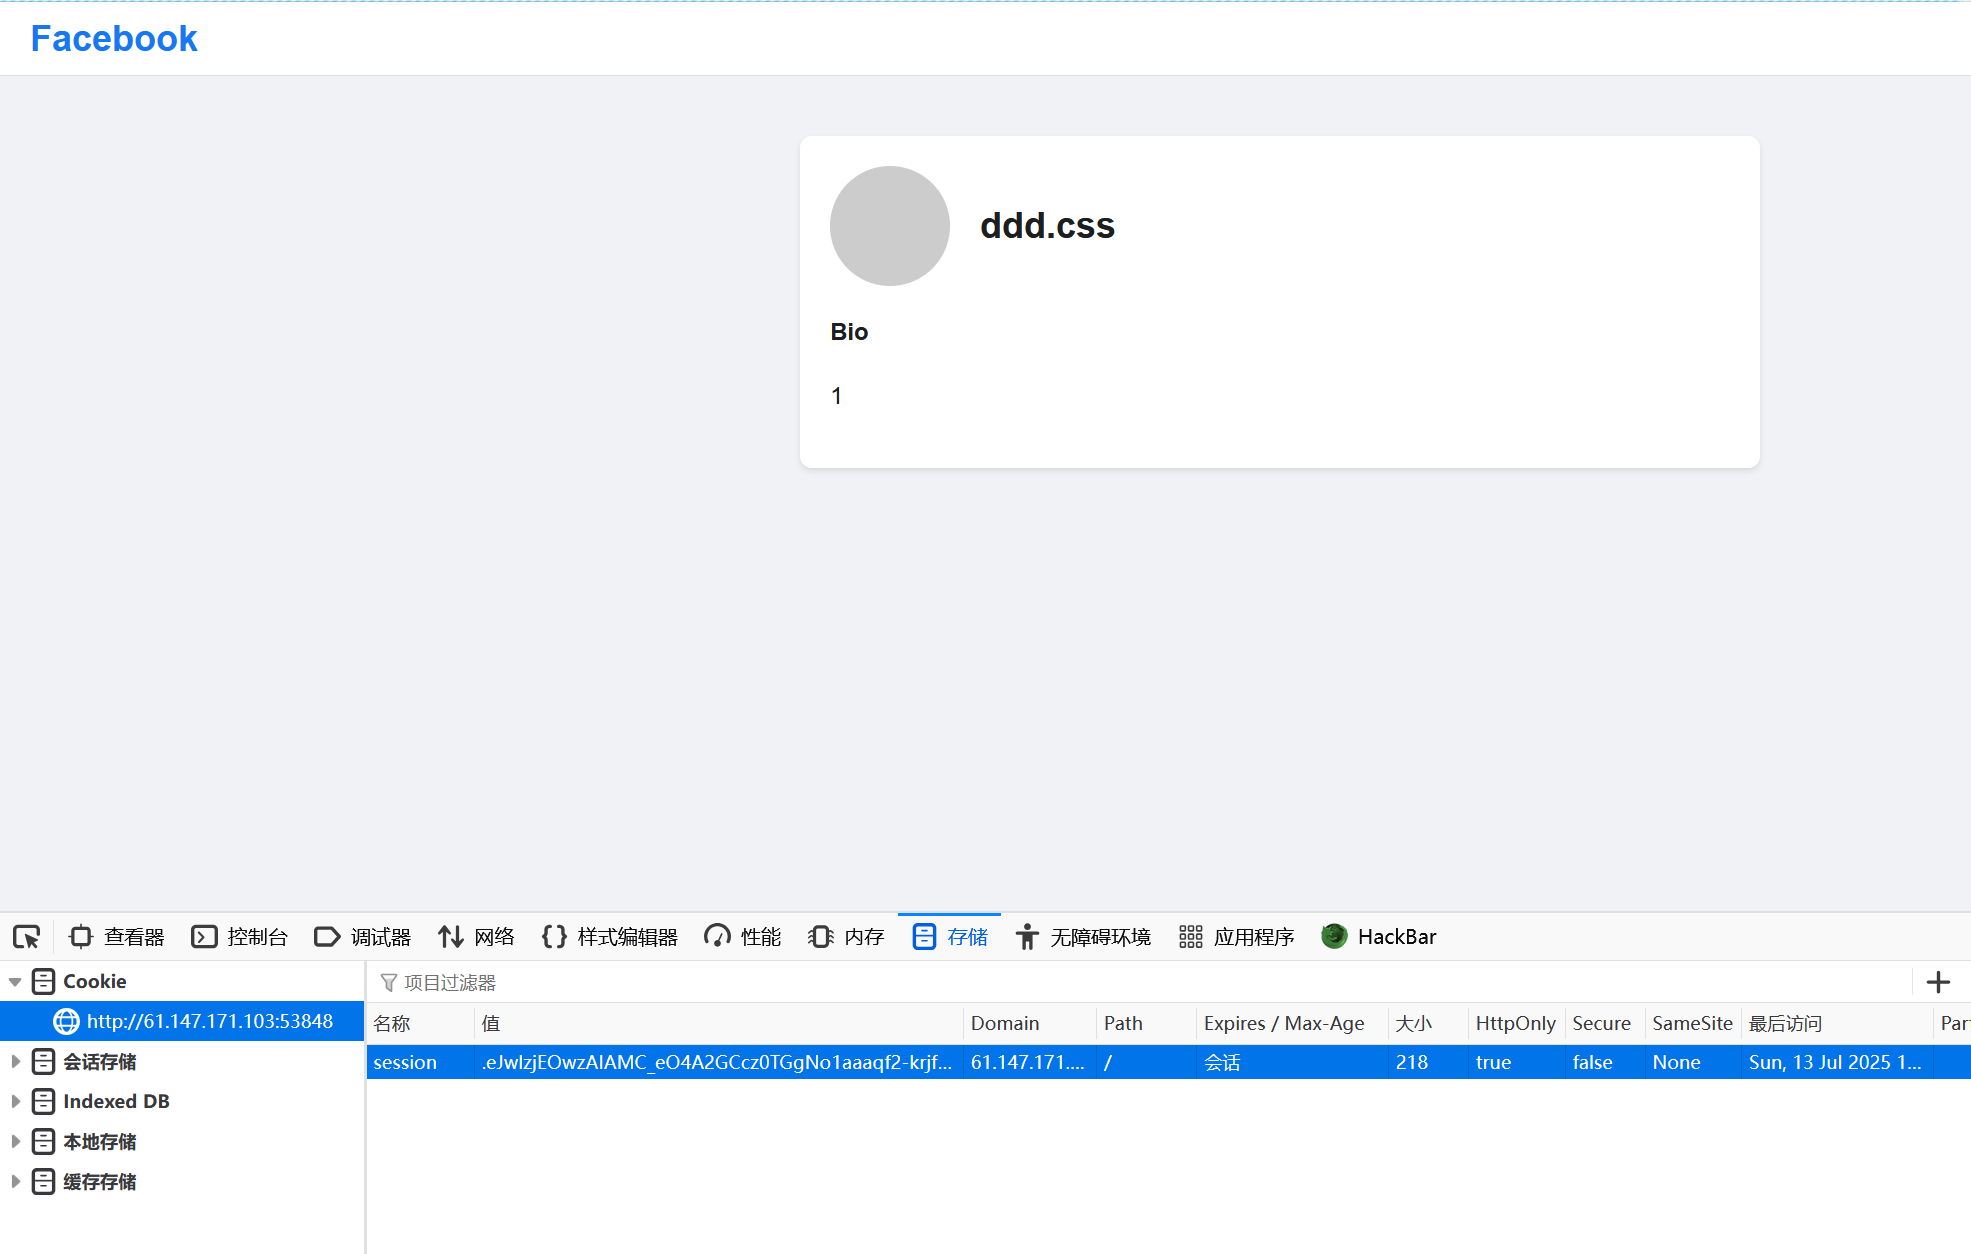 Facebook
ddd.css
Bio
1
查看器 控制台 调试器 网络 样式编辑器 性能 内存 存储 无障碍环境 应用程序 HackBar
Cookie
项目过滤器
http://61.147.171.103:53848
名称 值 Domain Path Expires / Max-Age 大小 HttpOnly Secure SameSite 最后访问 Par
session .eJwlzjEOwzAIAMC_eO4A2GCcz0TGgNo1aaaqf2-krjf... 61.147.171.... / 会话 218 true false None Sun, 13 Jul 2025 1...
会话存储
Indexed DB
本地存储
缓存存储